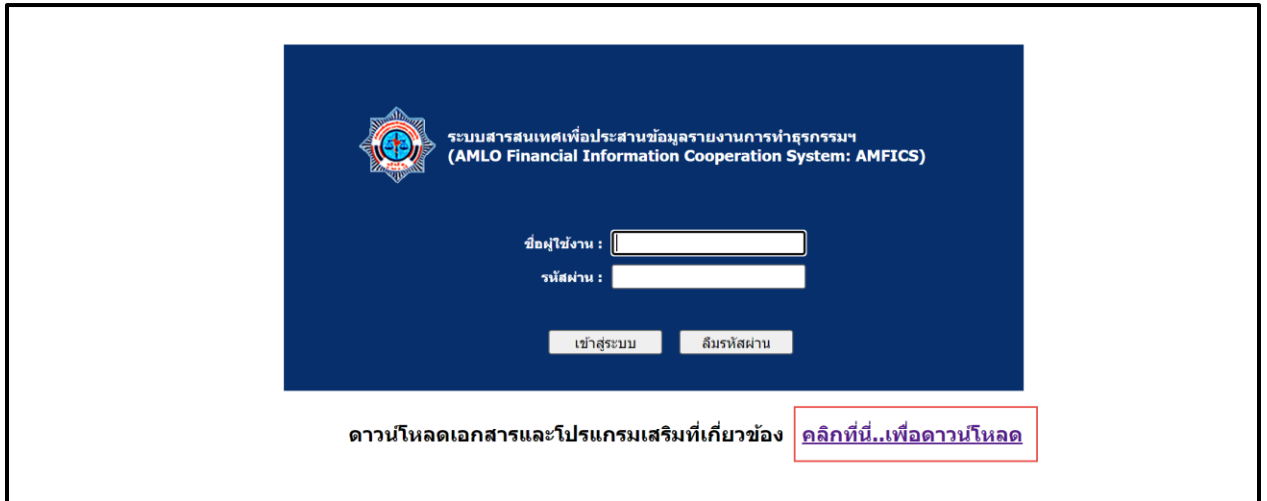 ระบบสารสนเทศเพื่อประสานข้อมูลรายงานการทำธุรกรรมฯ
(AMLO Financial Information Cooperation System: AMFICS)
ชื่อผู้ใช้งาน :
รหัสผ่าน :
เข้าสู่ระบบ ลืมรหัสผ่าน
ดาวน์โหลดเอกสารและโปรแกรมเสริมที่เกี่ยวข้อง คลิกที่นี่..เพื่อดาวน์โหลด